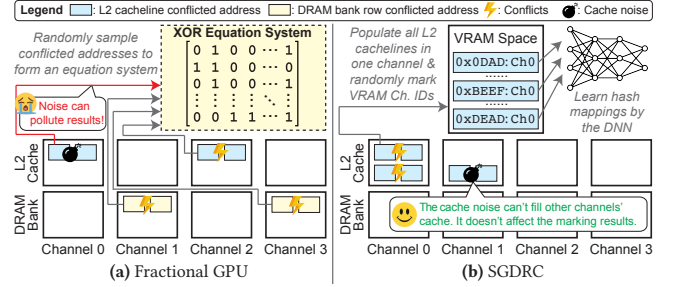 Legend : L2 cacheline conflicted address : DRAM bank row conflicted address : Conflicts : Cache noise
Randomly sample
conflicted addresses to
form an equation system
XOR Equation System
0 1 0 0 ⋯ 1
1 1 0 0 ⋯ 0
0 1 0 0 ⋯ 1
⋮ ⋮ ⋮ ⋮ ⋱ ⋮
0 0 1 1 ⋯ 1
Noise can
pollute results!
L2
Cache
DRAM
Bank
Channel 0 Channel 1 Channel 2 Channel 3
(a) Fractional GPU
Populate all L2
cachelines in
one channel &
randomly mark
VRAM Ch. IDs
VRAM Space
0x0DAD:Ch0
......
0xBEEF:Ch0
......
0xDEAD:Ch0
Learn hash
mappings by
the DNN
L2
Cache
DRAM
Bank
The cache noise can't fill other channels'
cache. It doesn't affect the marking results.
Channel 0 Channel 1 Channel 2 Channel 3
(b) SGDRC